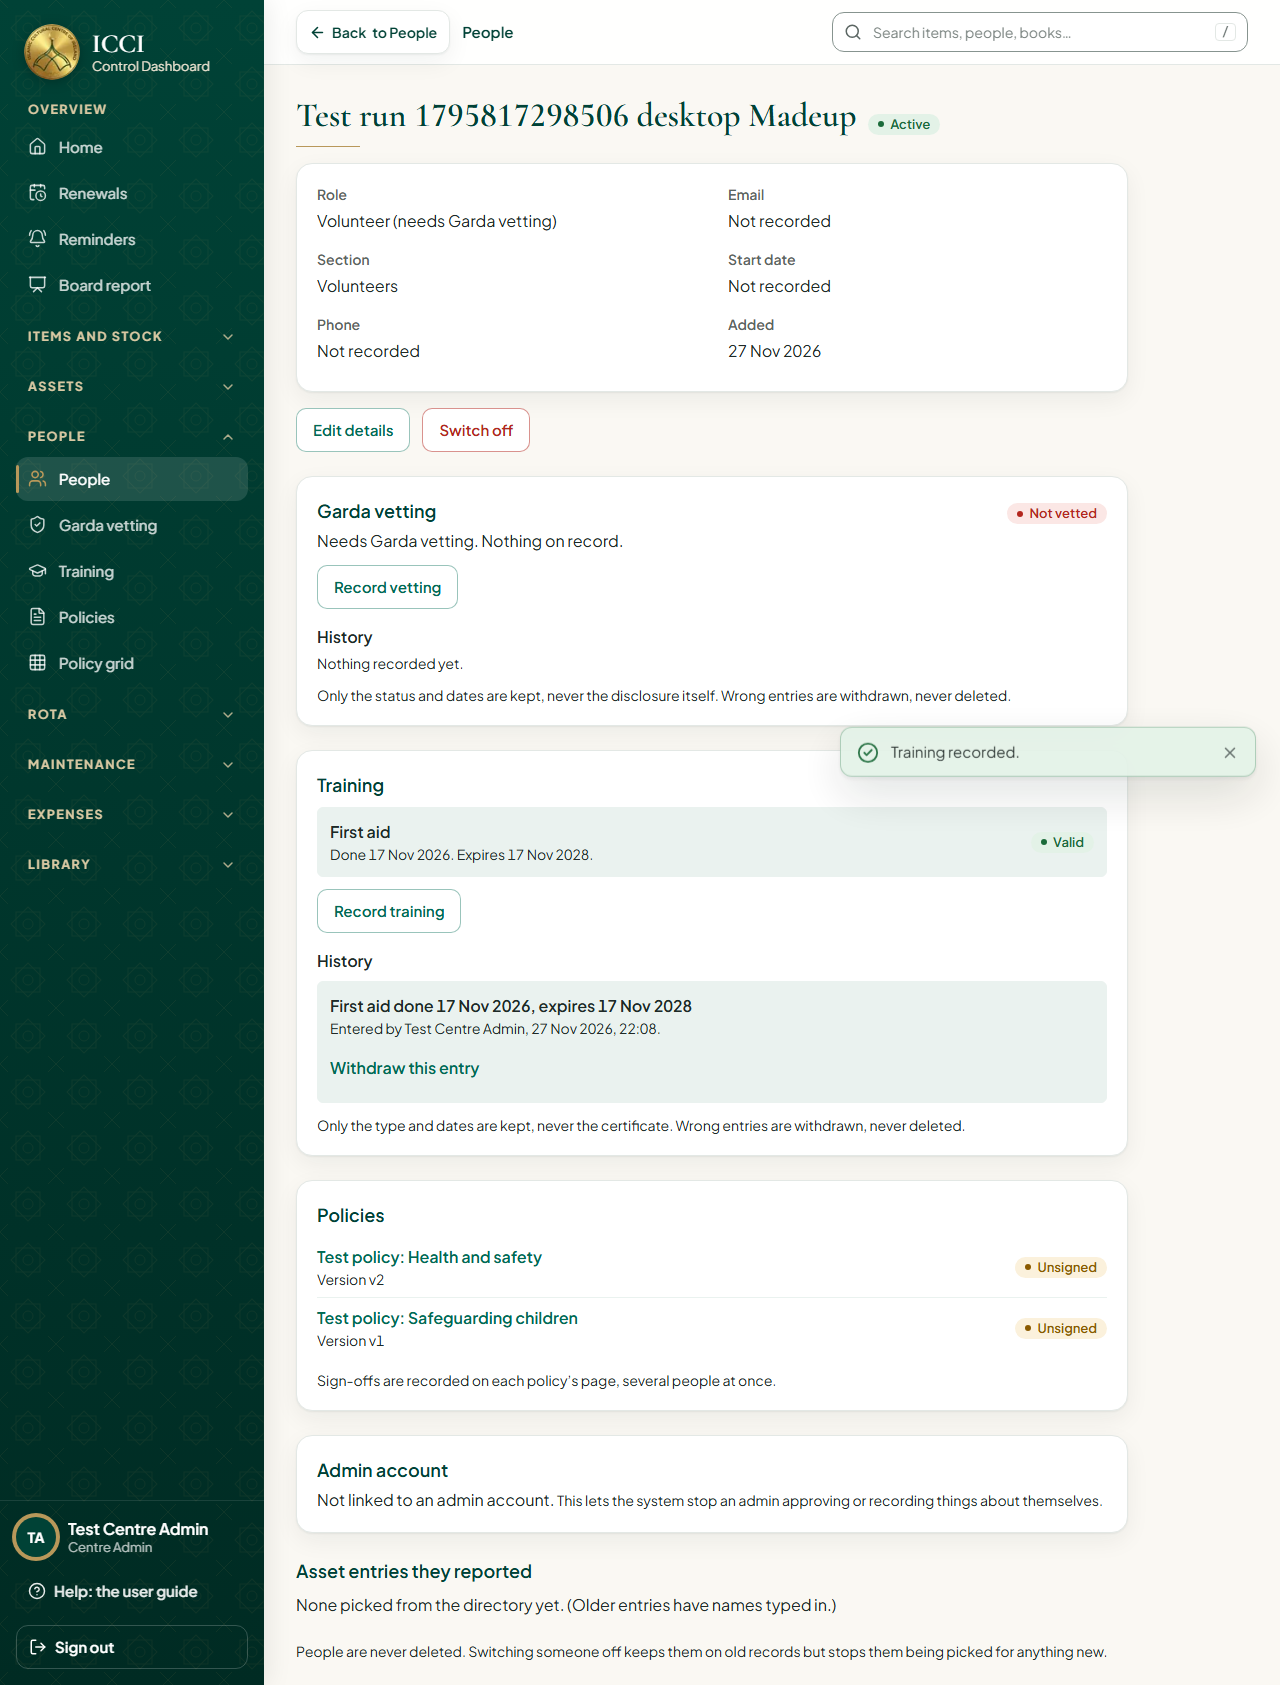 ICCI
Control Dashboard
OVERVIEW
Home
Renewals
Reminders
Board report
ITEMS AND STOCK
ASSETS
PEOPLE
People
Garda vetting
Training
Policies
Policy grid
ROTA
MAINTENANCE
EXPENSES
LIBRARY
TA
Test Centre Admin
Centre Admin
Help: the user guide
Sign out
Back to People
People
Search items, people, books...
/
Test run 1795817298506 desktop Madeup
Active
Role
Volunteer (needs Garda vetting)
Email
Not recorded
Section
Volunteers
Start date
Not recorded
Phone
Not recorded
Added
27 Nov 2026
Edit details
Switch off
Garda vetting
Not vetted
Needs Garda vetting. Nothing on record.
Record vetting
History
Nothing recorded yet.
Only the status and dates are kept, never the disclosure itself. Wrong entries are withdrawn, never deleted.
Training recorded.
Training
First aid
Done 17 Nov 2026. Expires 17 Nov 2028.
Valid
Record training
History
First aid done 17 Nov 2026, expires 17 Nov 2028
Entered by Test Centre Admin, 27 Nov 2026, 22:08.
Withdraw this entry
Only the type and dates are kept, never the certificate. Wrong entries are withdrawn, never deleted.
Policies
Test policy: Health and safety
Version v2
Unsigned
Test policy: Safeguarding children
Version v1
Unsigned
Sign-offs are recorded on each policy's page, several people at once.
Admin account
Not linked to an admin account. This lets the system stop an admin approving or recording things about themselves.
Asset entries they reported
None picked from the directory yet. (Older entries have names typed in.)
People are never deleted. Switching someone off keeps them on old records but stops them being picked for anything new.